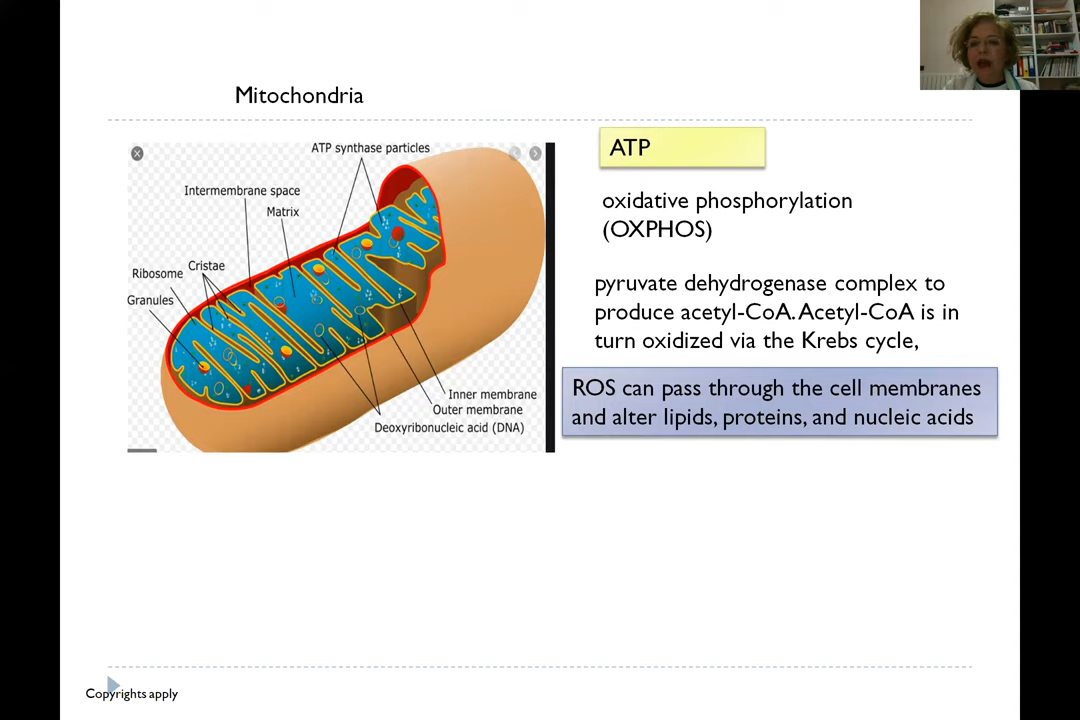 Mitochondria
ATP synthase particles
Intermembrane space
Matrix
Cristae
Ribosome
Granules
Inner membrane
Outer membrane
Deoxyribonucleic acid (DNA)
ATP
oxidative phosphorylation
(OXPHOS)
pyruvate dehydrogenase complex to
produce acetyl-CoA. Acetyl-CoA is in
turn oxidized via the Krebs cycle,
ROS can pass through the cell membranes
and alter lipids, proteins, and nucleic acids
Copyrights apply